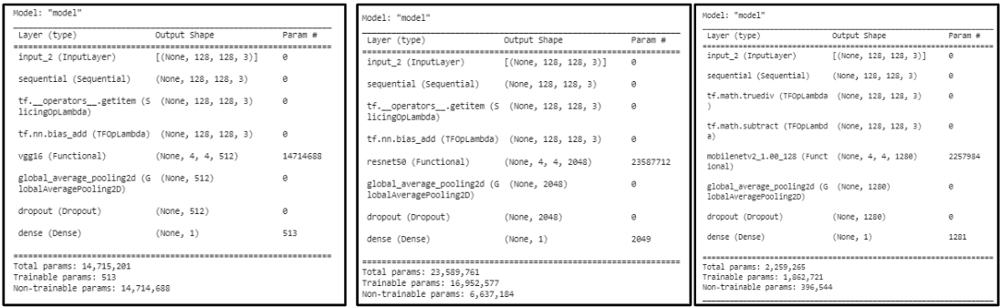 Model: "model"
Layer (type) Output Shape Param #
input_2 (InputLayer) [(None, 128, 128, 3)] 0
sequential (Sequential) (None, 128, 128, 3) 0
tf.__operators__.getitem (S (None, 128, 128, 3) 0
licingOpLambda)
tf.nn.bias_add (TFOpLambda) (None, 128, 128, 3) 0
vgg16 (Functional) (None, 4, 4, 512) 14714688
global_average_pooling2d (G (None, 512) 0
lobalAveragePooling2D)
dropout (Dropout) (None, 512) 0
dense (Dense) (None, 1) 513
Total params: 14,715,201
Trainable params: 513
Non-trainable params: 14,714,688
Model: "model"
Layer (type) Output Shape Param #
input_2 (InputLayer) [(None, 128, 128, 3)] 0
sequential (Sequential) (None, 128, 128, 3) 0
tf.__operators__.getitem (S (None, 128, 128, 3) 0
licingOpLambda)
tf.nn.bias_add (TFOpLambda) (None, 128, 128, 3) 0
resnet50 (Functional) (None, 4, 4, 2048) 23587712
global_average_pooling2d (G (None, 2048) 0
lobalAveragePooling2D)
dropout (Dropout) (None, 2048) 0
dense (Dense) (None, 1) 2049
Total params: 23,589,761
Trainable params: 16,952,577
Non-trainable params: 6,637,184
Model: "model"
Layer (type) Output Shape Param #
input_2 (InputLayer) [(None, 128, 128, 3)] 0
sequential (Sequential) (None, 128, 128, 3) 0
tf.math.truediv (TFOpLambda (None, 128, 128, 3) 0
)
tf.math.subtract (TFOpLambd (None, 128, 128, 3) 0
a)
mobilenetv2_1.00_128 (Funct (None, 4, 4, 1280) 2257984
ional)
global_average_pooling2d (G (None, 1280) 0
lobalAveragePooling2D)
dropout (Dropout) (None, 1280) 0
dense (Dense) (None, 1) 1281
Total params: 2,259,265
Trainable params: 1,862,721
Non-trainable params: 396,544